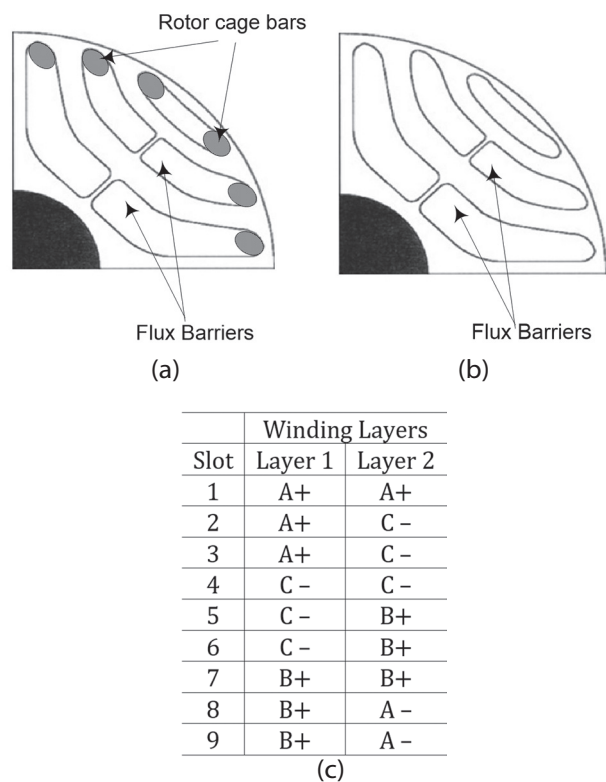 Rotor cage bars
Flux Barriers
Flux Barriers
(a)
(b)
Winding Layers
Slot Layer 1 Layer 2
1 A+ A+
2 A+ C –
3 A+ C –
4 C – C –
5 C – B+
6 C – B+
7 B+ B+
8 B+ A –
9 B+ A –
(c)